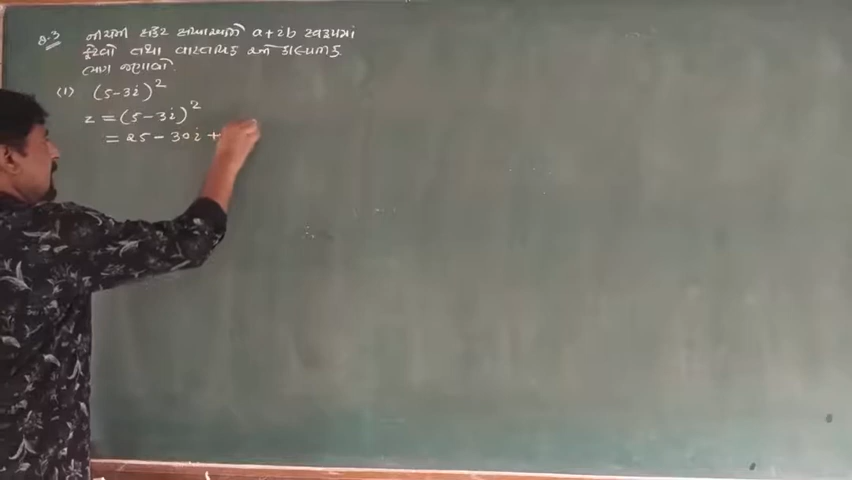 Q.3 નીચેની સંકર સંખ્યાઓને a+ib સ્વરૂપમાં
ફેરવો તથા વાસ્તવિક અને કાલ્પનિક
ભાગ જણાવો.
(1) (5-3i)²
z = (5-3i)²
= 25-30i+